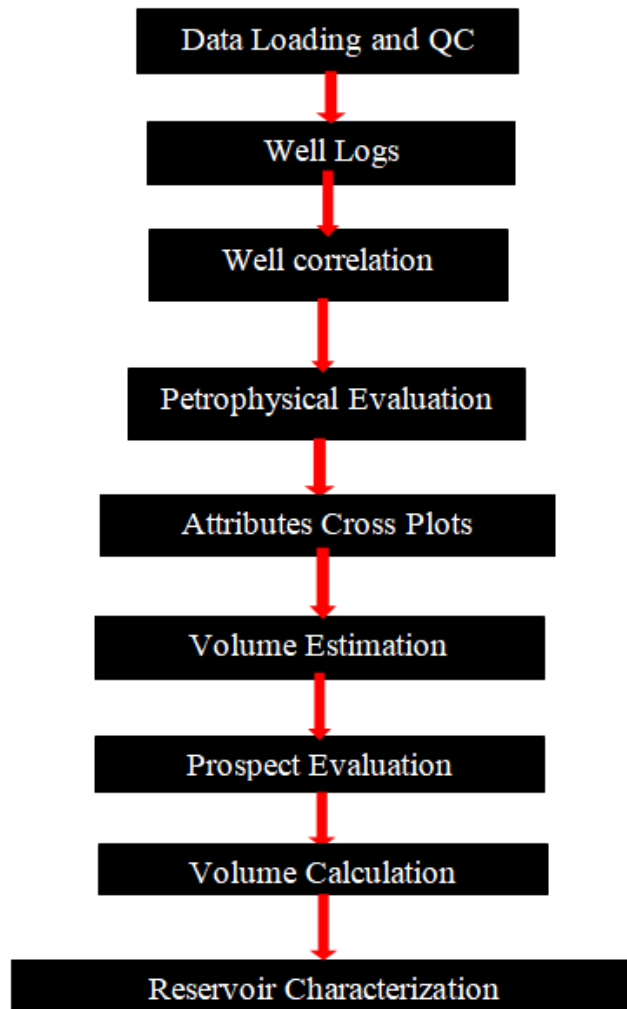 Data Loading and QC
Well Logs
Well correlation
Petrophysical Evaluation
Attributes Cross Plots
Volume Estimation
Prospect Evaluation
Volume Calculation
Reservoir Characterization